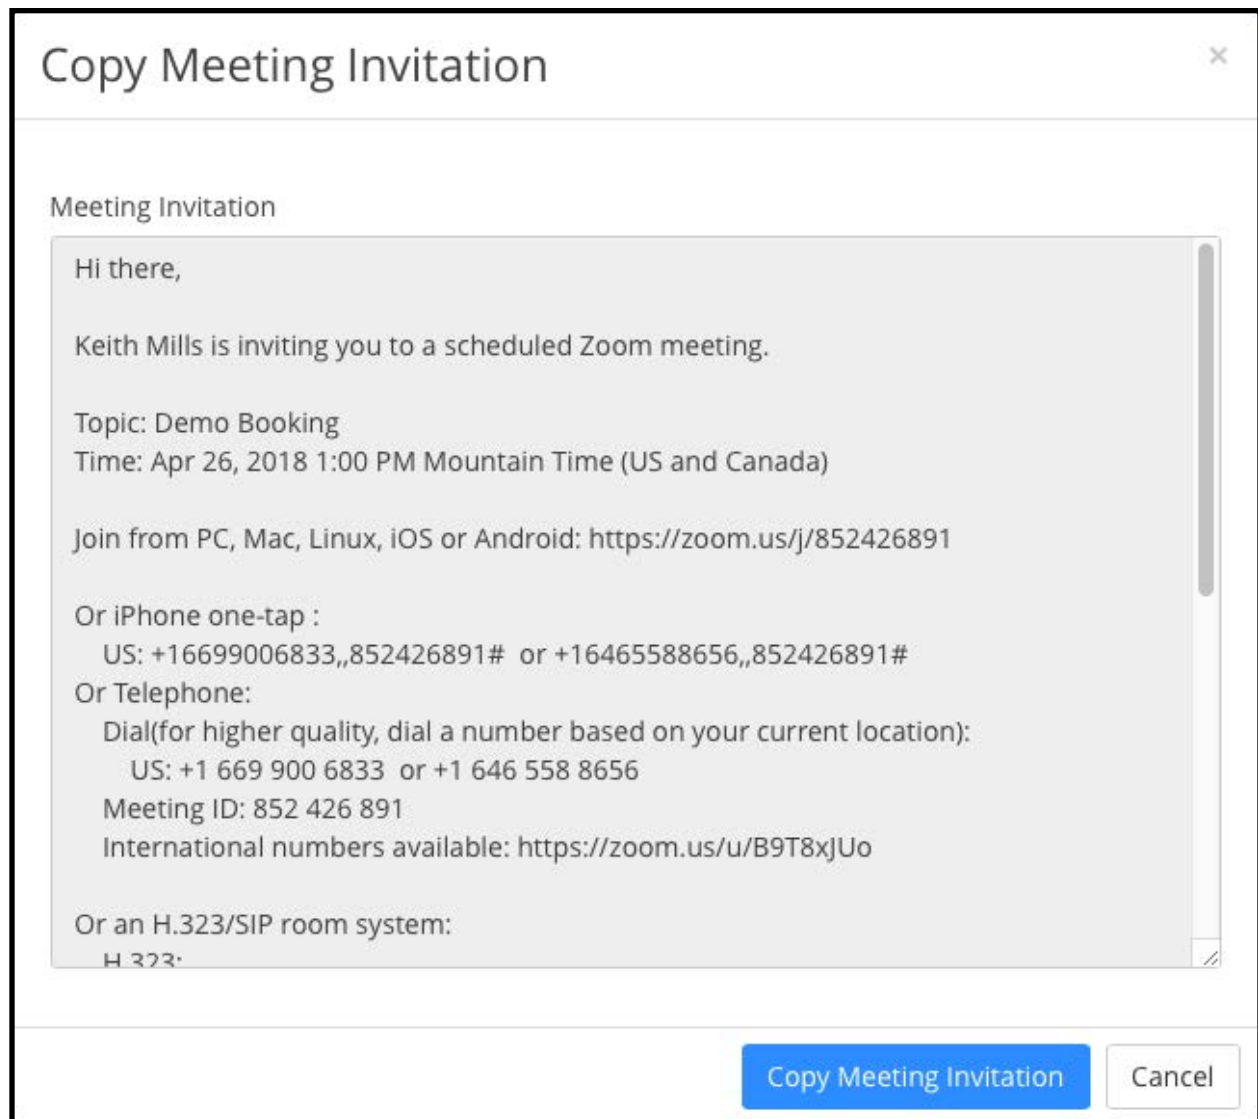 Copy Meeting Invitation
×
Meeting Invitation
Hi there,
Keith Mills is inviting you to a scheduled Zoom meeting.
Topic: Demo Booking
Time: Apr 26, 2018 1:00 PM Mountain Time (US and Canada)
Join from PC, Mac, Linux, iOS or Android: https://zoom.us/j/852426891
Or iPhone one-tap :
US: +16699006833,,852426891#  or +16465588656,,852426891#
Or Telephone:
Dial(for higher quality, dial a number based on your current location):
US: +1 669 900 6833  or +1 646 558 8656
Meeting ID: 852 426 891
International numbers available: https://zoom.us/u/B9T8xJUo
Or an H.323/SIP room system:
H.323:
Copy Meeting Invitation
Cancel